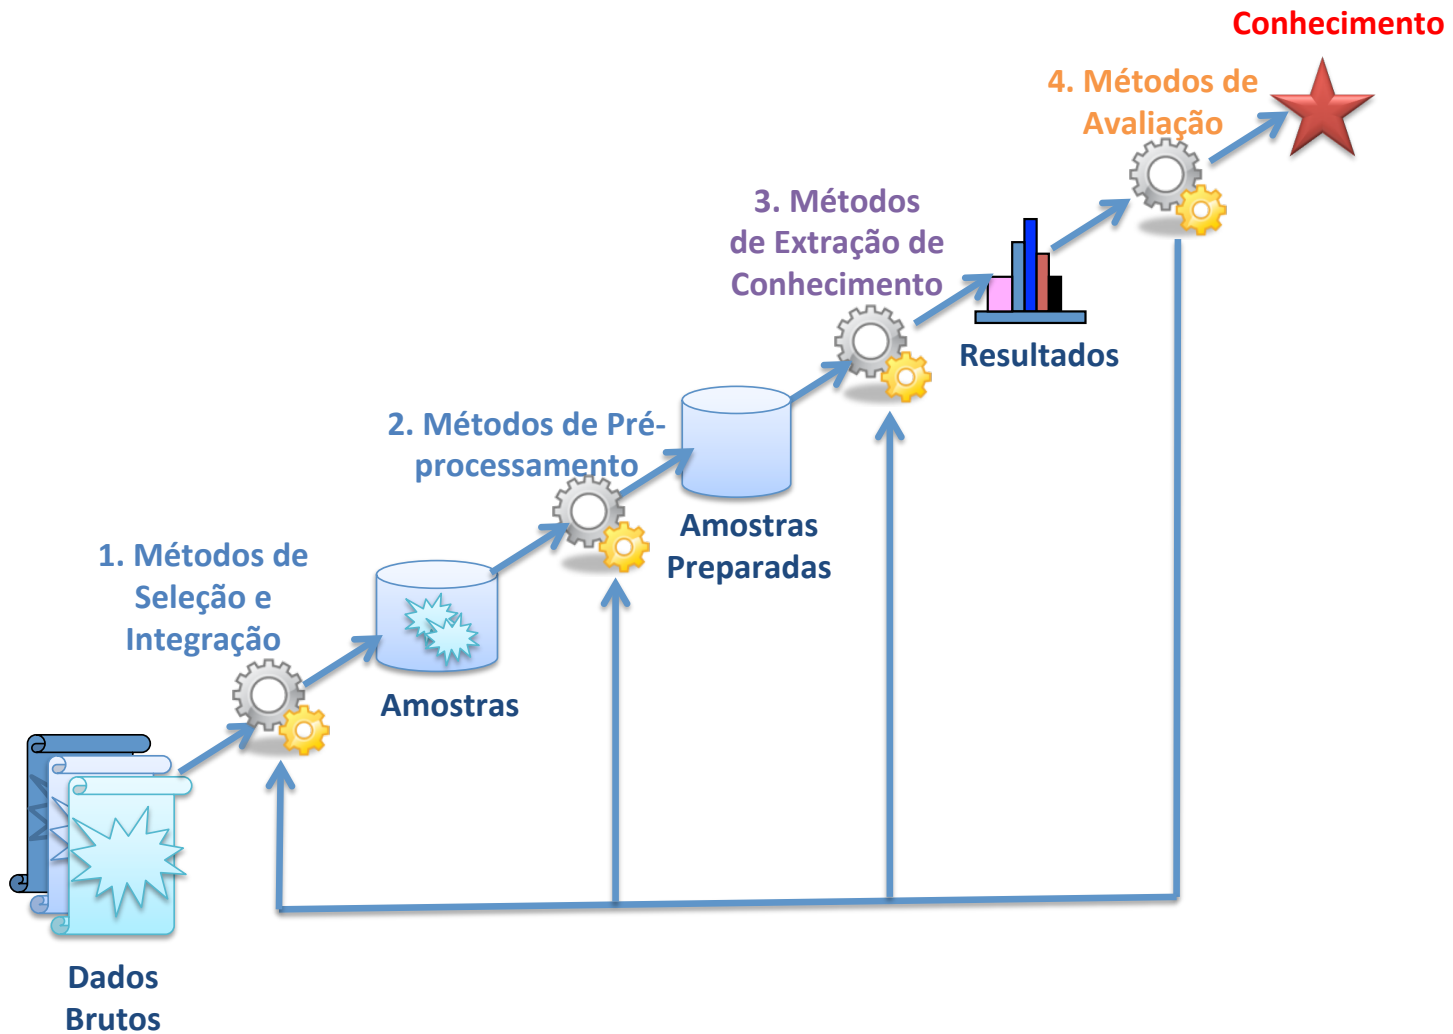 Conhecimento
4. Métodos de
Avaliação
3. Métodos
de Extração de
Conhecimento
Resultados
2. Métodos de Pré-
processamento
Amostras
Preparadas
1. Métodos de
Seleção e
Integração
Amostras
Dados
Brutos